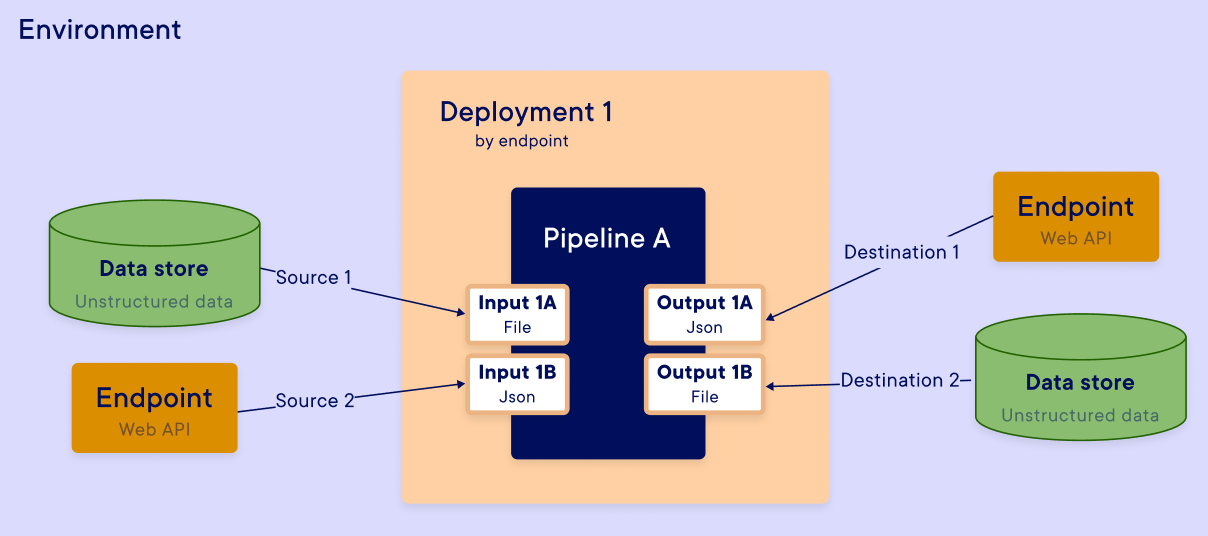 Environment
Deployment 1
by endpoint
Pipeline A
Data store
Unstructured data
Source 1
Endpoint
Web API
Source 2
Input 1A
File
Input 1B
Json
Output 1A
Json
Output 1B
File
Destination 1
Endpoint
Web API
Destination 2
Data store
Unstructured data